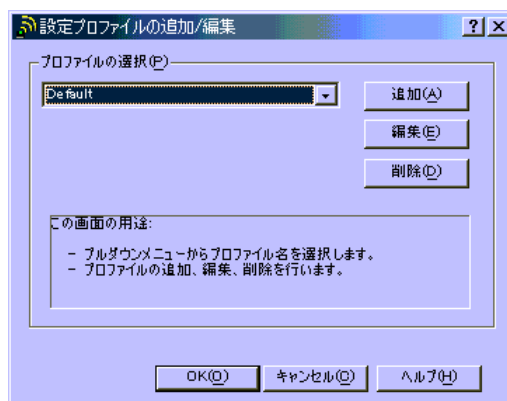 設定プロファイルの追加/編集
プロファイルの選択(P)
Default
追加(A)
編集(E)
削除(D)
この画面の用途:
- プルダウンメニューからプロファイル名を選択します。
- プロファイルの追加、編集、削除を行います。
OK(O)
キャンセル(C)
ヘルプ(H)